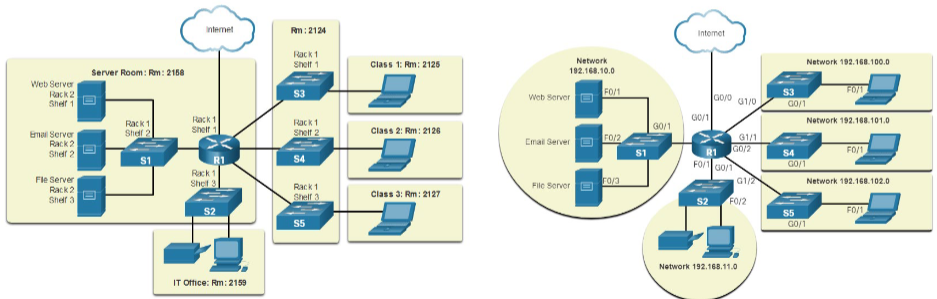 Internet
Rm: 2124
Server Room: Rm: 2158
Web Server
Rack 2
Shelf 1
Email Server
Rack 2
Shelf 2
File Server
Rack 2
Shelf 3
Rack 1
Shelf 2
S1
Rack 1
Shelf 1
R1
Rack 1
Shelf 3
S2
IT Office: Rm: 2159
Rack 1
Shelf 1
S3
Rack 1
Shelf 2
S4
Rack 1
Shelf 3
S5
Class 1: Rm: 2125
Class 2: Rm: 2126
Class 3: Rm: 2127
Internet
Network
192.168.10.0
Web Server
F0/1
Email Server
F0/2
File Server
F0/3
G0/1
S1
G0/0
G0/1
G1/0
G1/1
G0/2
R1
F0/1
G0/1
G1/2
S2
F0/2
Network 192.168.11.0
Network 192.168.100.0
S3
G0/1
F0/1
Network 192.168.101.0
S4
G0/1
F0/1
Network 192.168.102.0
S5
G0/1
F0/1